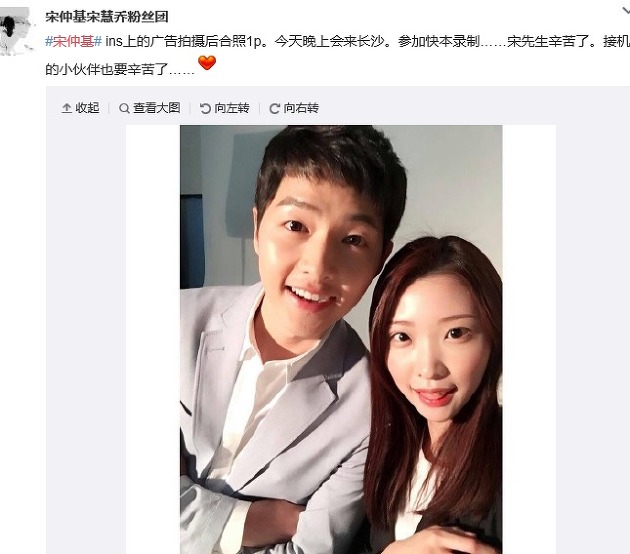 宋仲基宋慧乔粉丝团
#宋仲基# ins上的广告拍摄后合照1p。今天晚上会来长沙。参加快本录制……宋先生辛苦了。接机
的小伙伴也要辛苦了……
收起 查看大图 向左转 向右转